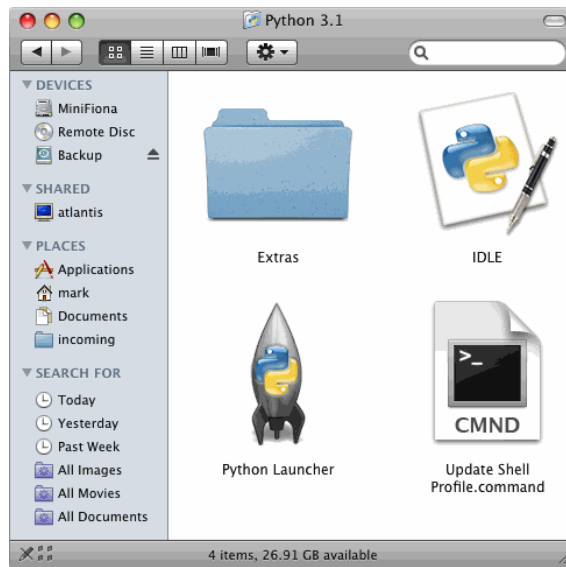 Python 3.1
DEVICES
MiniFiona
Remote Disc
Backup
SHARED
atlantis
PLACES
Applications
mark
Documents
incoming
SEARCH FOR
Today
Yesterday
Past Week
All Images
All Movies
All Documents
Extras
IDLE
Python Launcher
>_
CMND
Update Shell
Profile.command
4 items, 26.91 GB available